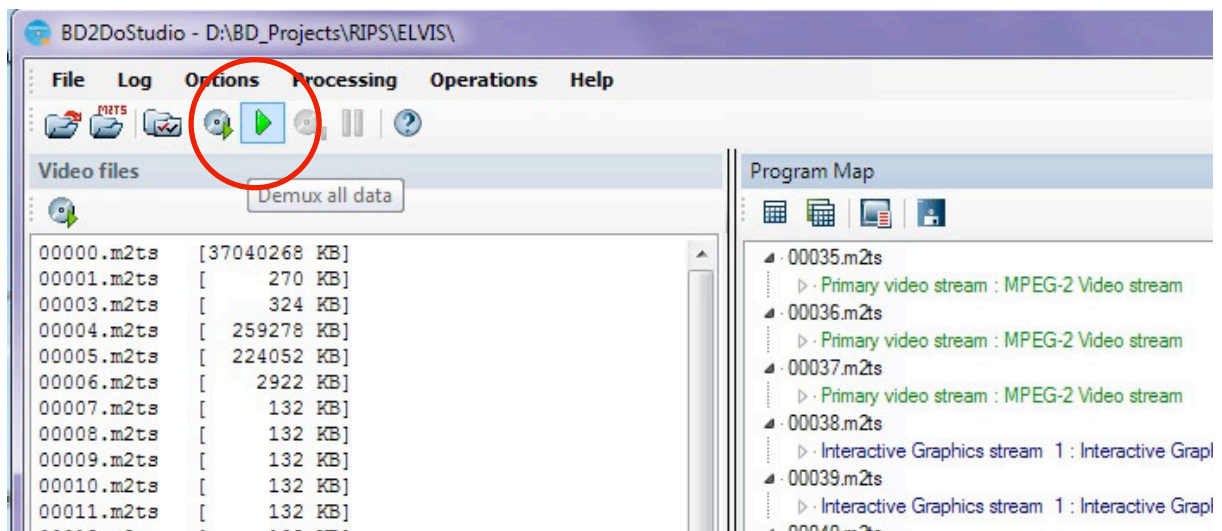 BD2DoStudio - D:\BD_Projects\RIPS\ELVIS\
File Log Options Processing Operations Help
M2TS
Video files
Demux all data
00000.m2ts [37040268 KB]
00001.m2ts [ 270 KB]
00003.m2ts [ 324 KB]
00004.m2ts [ 259278 KB]
00005.m2ts [ 224052 KB]
00006.m2ts [ 2922 KB]
00007.m2ts [ 132 KB]
00008.m2ts [ 132 KB]
00009.m2ts [ 132 KB]
00010.m2ts [ 132 KB]
00011.m2ts [ 132 KB]
Program Map
00035.m2ts
Primary video stream : MPEG-2 Video stream
00036.m2ts
Primary video stream : MPEG-2 Video stream
00037.m2ts
Primary video stream : MPEG-2 Video stream
00038.m2ts
Interactive Graphics stream 1 : Interactive Grap
00039.m2ts
Interactive Graphics stream 1 : Interactive Grap